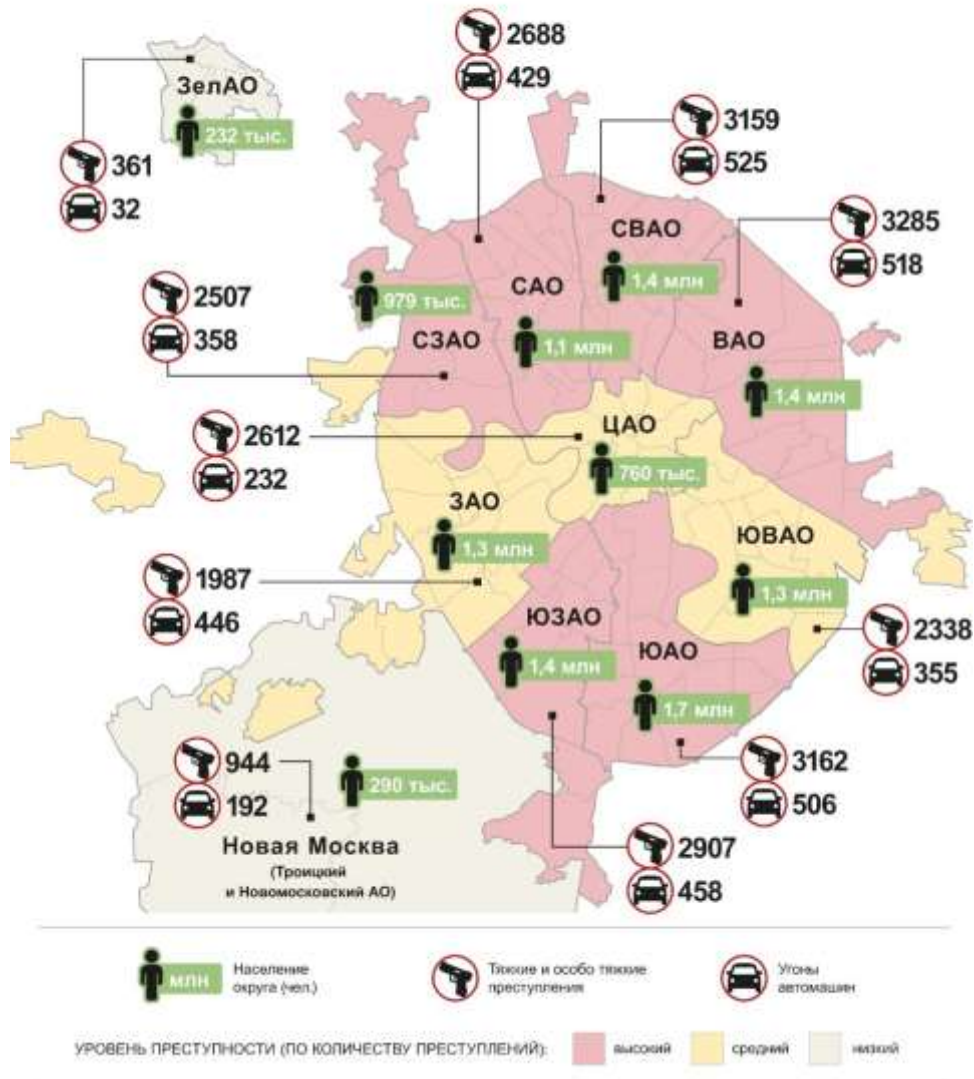 2688
429
ЗелАО
232 тыс.
361
32
3159
525
СВАО
1,4 млн
3285
518
2507
358
979 тыс.
СЗАО
САО
1,1 млн
ВАО
1,4 млн
2612
232
ЦАО
760 тыс.
ЗАО
1,3 млн
ЮВАО
1,3 млн
1987
446
ЮЗАО
1,4 млн
ЮАО
1,7 млн
2338
355
944
192
290 тыс.
Новая Москва
(Троицкий
и Новомосковский АО)
3162
506
2907
458
млн
Население
округа (чел.)
Тяжкие и особо тяжкие
преступления
Угоны
автомашин
УРОВЕНЬ ПРЕСТУПНОСТИ (ПО КОЛИЧЕСТВУ ПРЕСТУПЛЕНИЙ):
высокий
средний
низкий